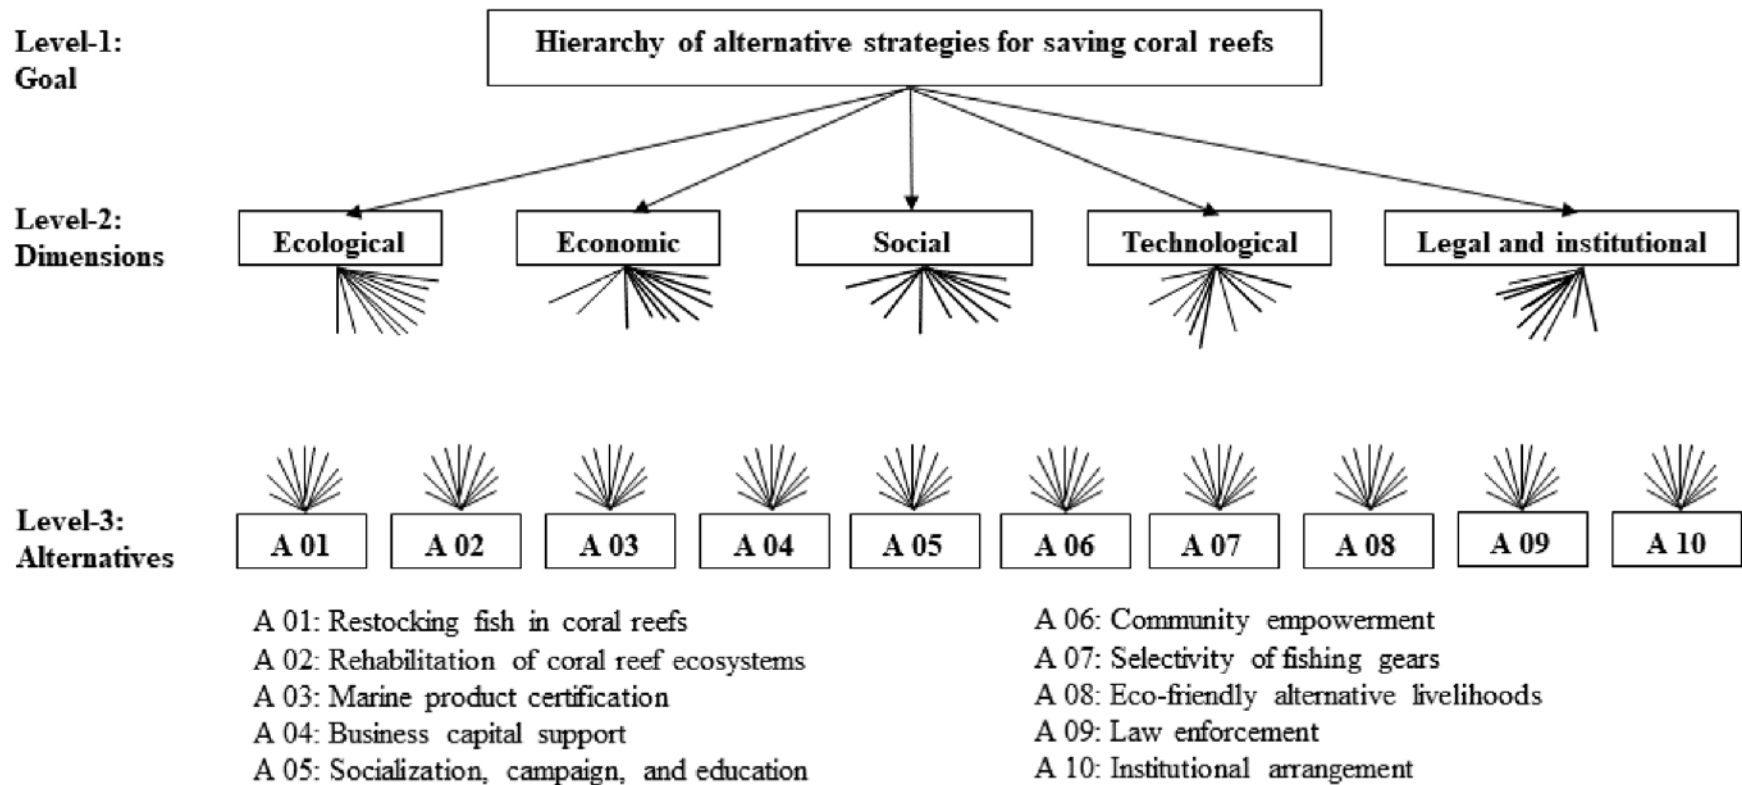 Level-1:
Goal
Hierarchy of alternative strategies for saving coral reefs
Level-2:
Dimensions
Ecological
Economic
Social
Technological
Legal and institutional
Level-3:
Alternatives
A 01
A 02
A 03
A 04
A 05
A 06
A 07
A 08
A 09
A 10
A 01: Restocking fish in coral reefs
A 02: Rehabilitation of coral reef ecosystems
A 03: Marine product certification
A 04: Business capital support
A 05: Socialization, campaign, and education
A 06: Community empowerment
A 07: Selectivity of fishing gears
A 08: Eco-friendly alternative livelihoods
A 09: Law enforcement
A 10: Institutional arrangement